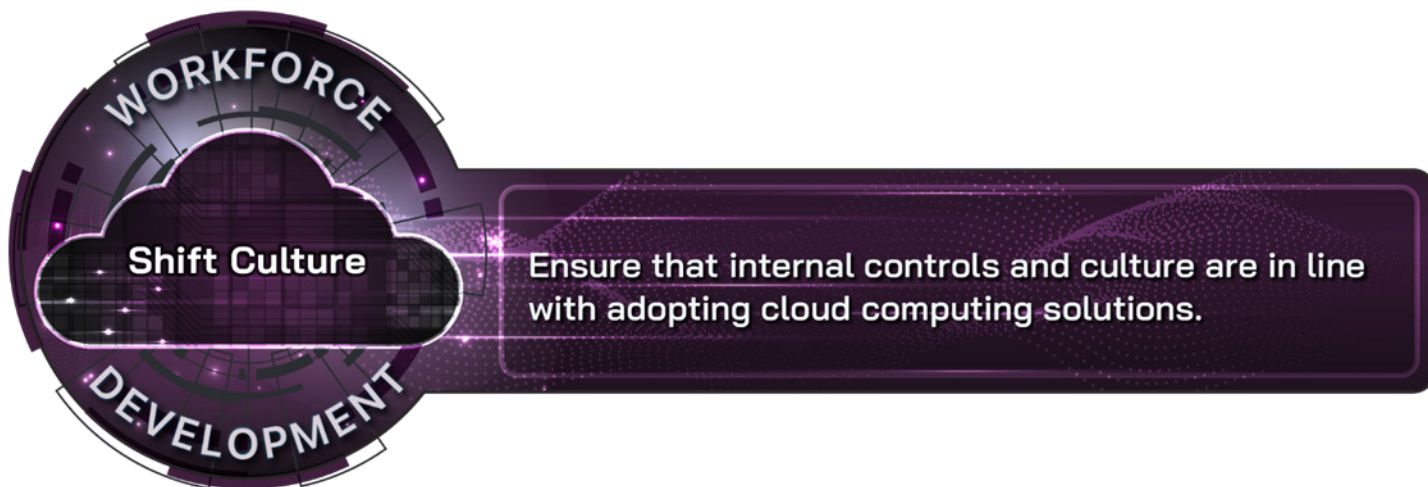 WORKFORCE
Shift Culture
DEVELOPMENT
Ensure that internal controls and culture are in line
with adopting cloud computing solutions.